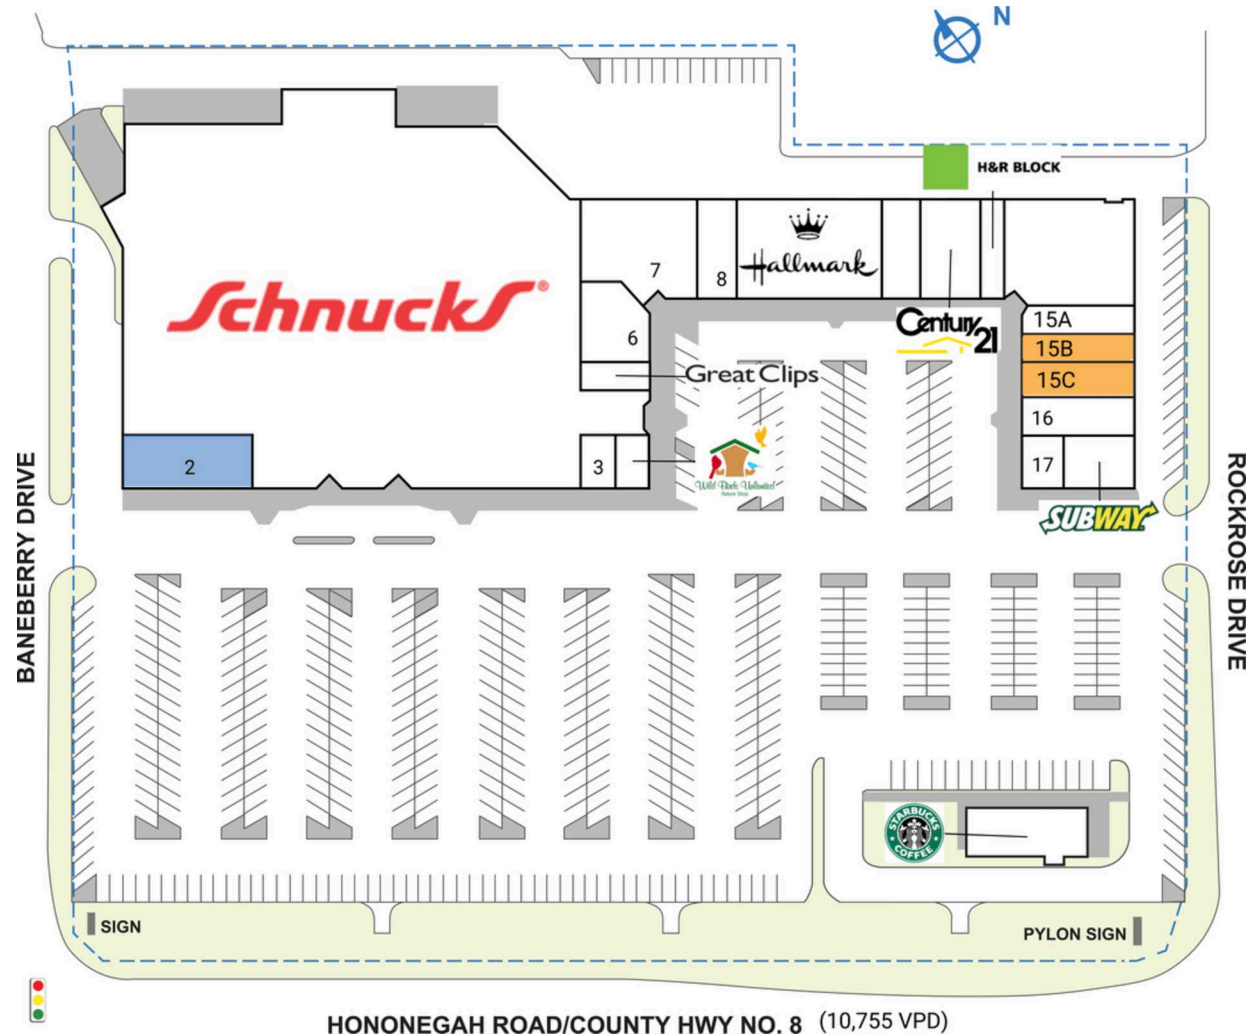 N
H&R BLOCK
Hallmark
7
8
Schnucks®
6
Century
21
15A
15B
15C
Great Clips
16
2
3
17
Wild Birds Unlimited
Nature Shop
SUBWAY
BANEBERRY DRIVE
ROCKROSE DRIVE
STARBUCKS
COFFEE
SIGN
PYLON SIGN
HONONEGAH ROAD/COUNTY HWY NO. 8 (10,755 VPD)